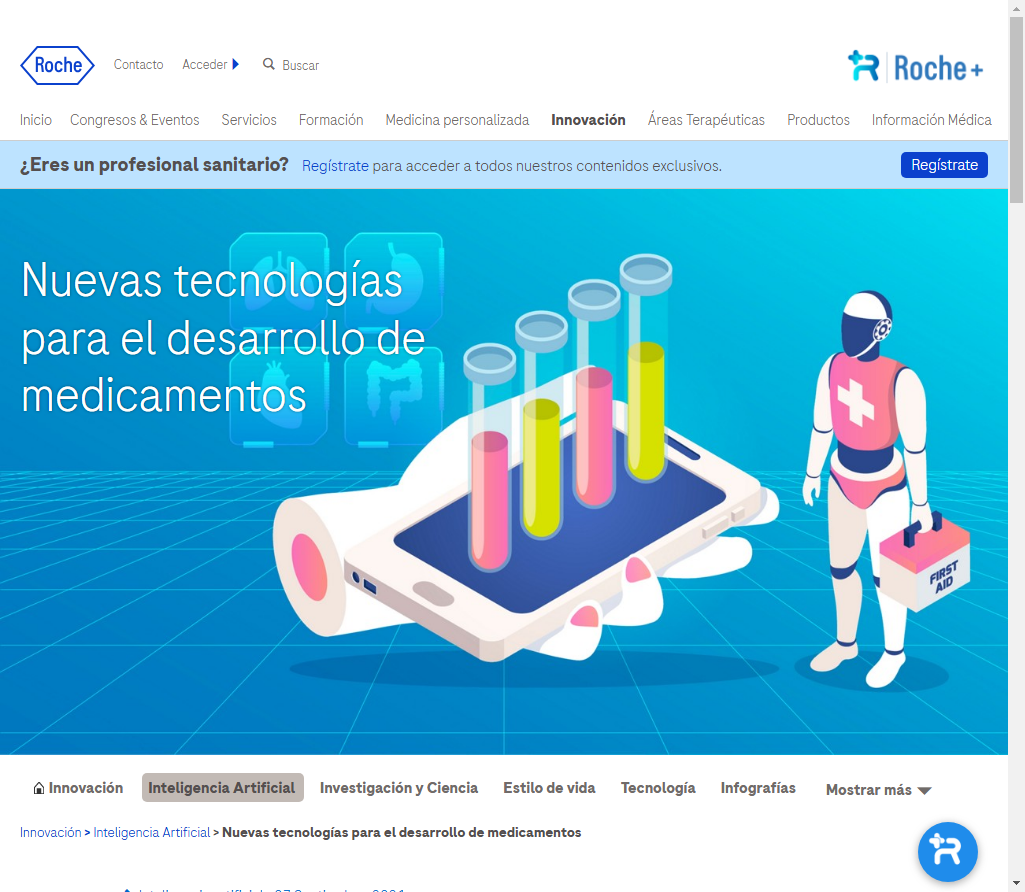 Roche
Contacto
Acceder
Buscar
Roche+
Inicio
Congresos & Eventos
Servicios
Formación
Medicina personalizada
Innovación
Áreas Terapéuticas
Productos
Información Médica
¿Eres un profesional sanitario? Regístrate para acceder a todos nuestros contenidos exclusivos.
Regístrate
Nuevas tecnologías
para el desarrollo de
medicamentos
FIRST
AID
Innovación
Inteligencia Artificial
Investigación y Ciencia
Estilo de vida
Tecnología
Infografías
Mostrar más
Innovación > Inteligencia Artificial > Nuevas tecnologías para el desarrollo de medicamentos